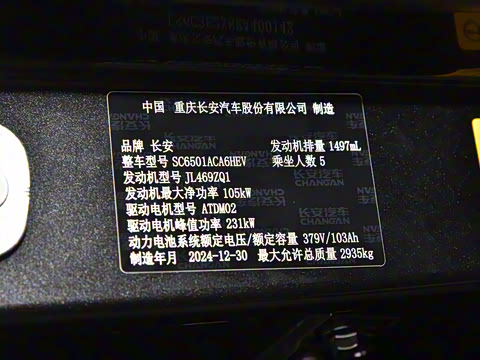 中国 重庆长安汽车股份有限公司 制造
品牌 长安 发动机排量 1497mL
整车型号 SC6501ACA6HEV 乘坐人数 5
发动机型号 JL469ZQ1
发动机最大净功率 105kW
驱动电机型号 ATDM02
驱动电机峰值功率 231kW
动力电池系统额定电压/额定容量 379V/103Ah
制造年月 2024-12-30 最大允许总质量 2935kg
长安汽车
CHANGAN